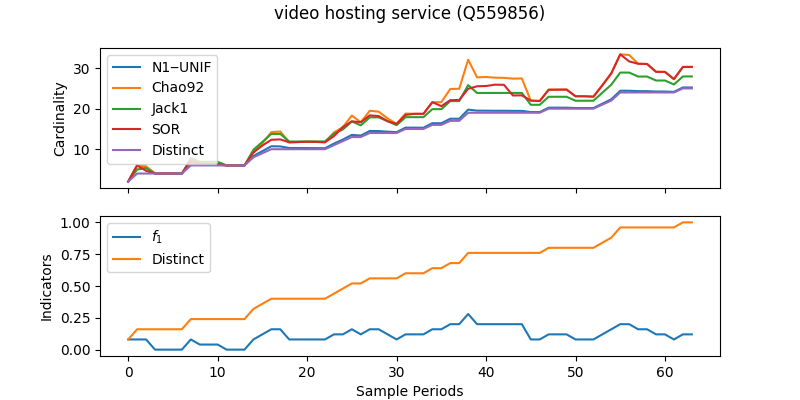 video hosting service (Q559856)
30
20
10
Cardinality
N1−UNIF
Chao92
Jack1
SOR
Distinct
1.00
0.75
0.50
0.25
0.00
Indicators
f1
Distinct
0 10 20 30 40 50 60
Sample Periods